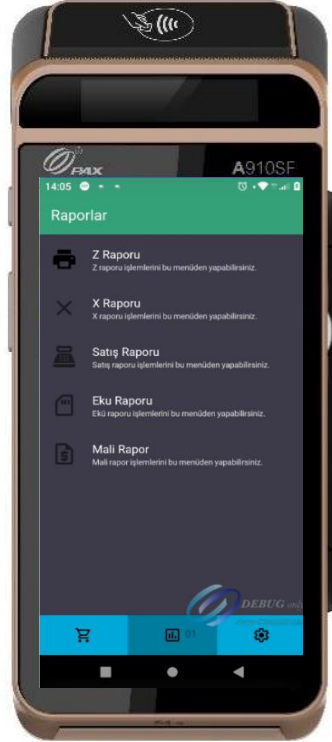 PAX
A910SF
14:05
Raporlar
Z Raporu
Z raporu işlemlerini bu menüden yapabilirsiniz.
X Raporu
X raporu işlemlerini bu menüden yapabilirsiniz.
Satış Raporu
Satış raporu işlemlerini bu menüden yapabilirsiniz.
Eku Raporu
Ekü raporu işlemlerini bu menüden yapabilirsiniz.
Mali Rapor
Mali rapor işlemlerini bu menüden yapabilirsiniz.
DEBUG only
01